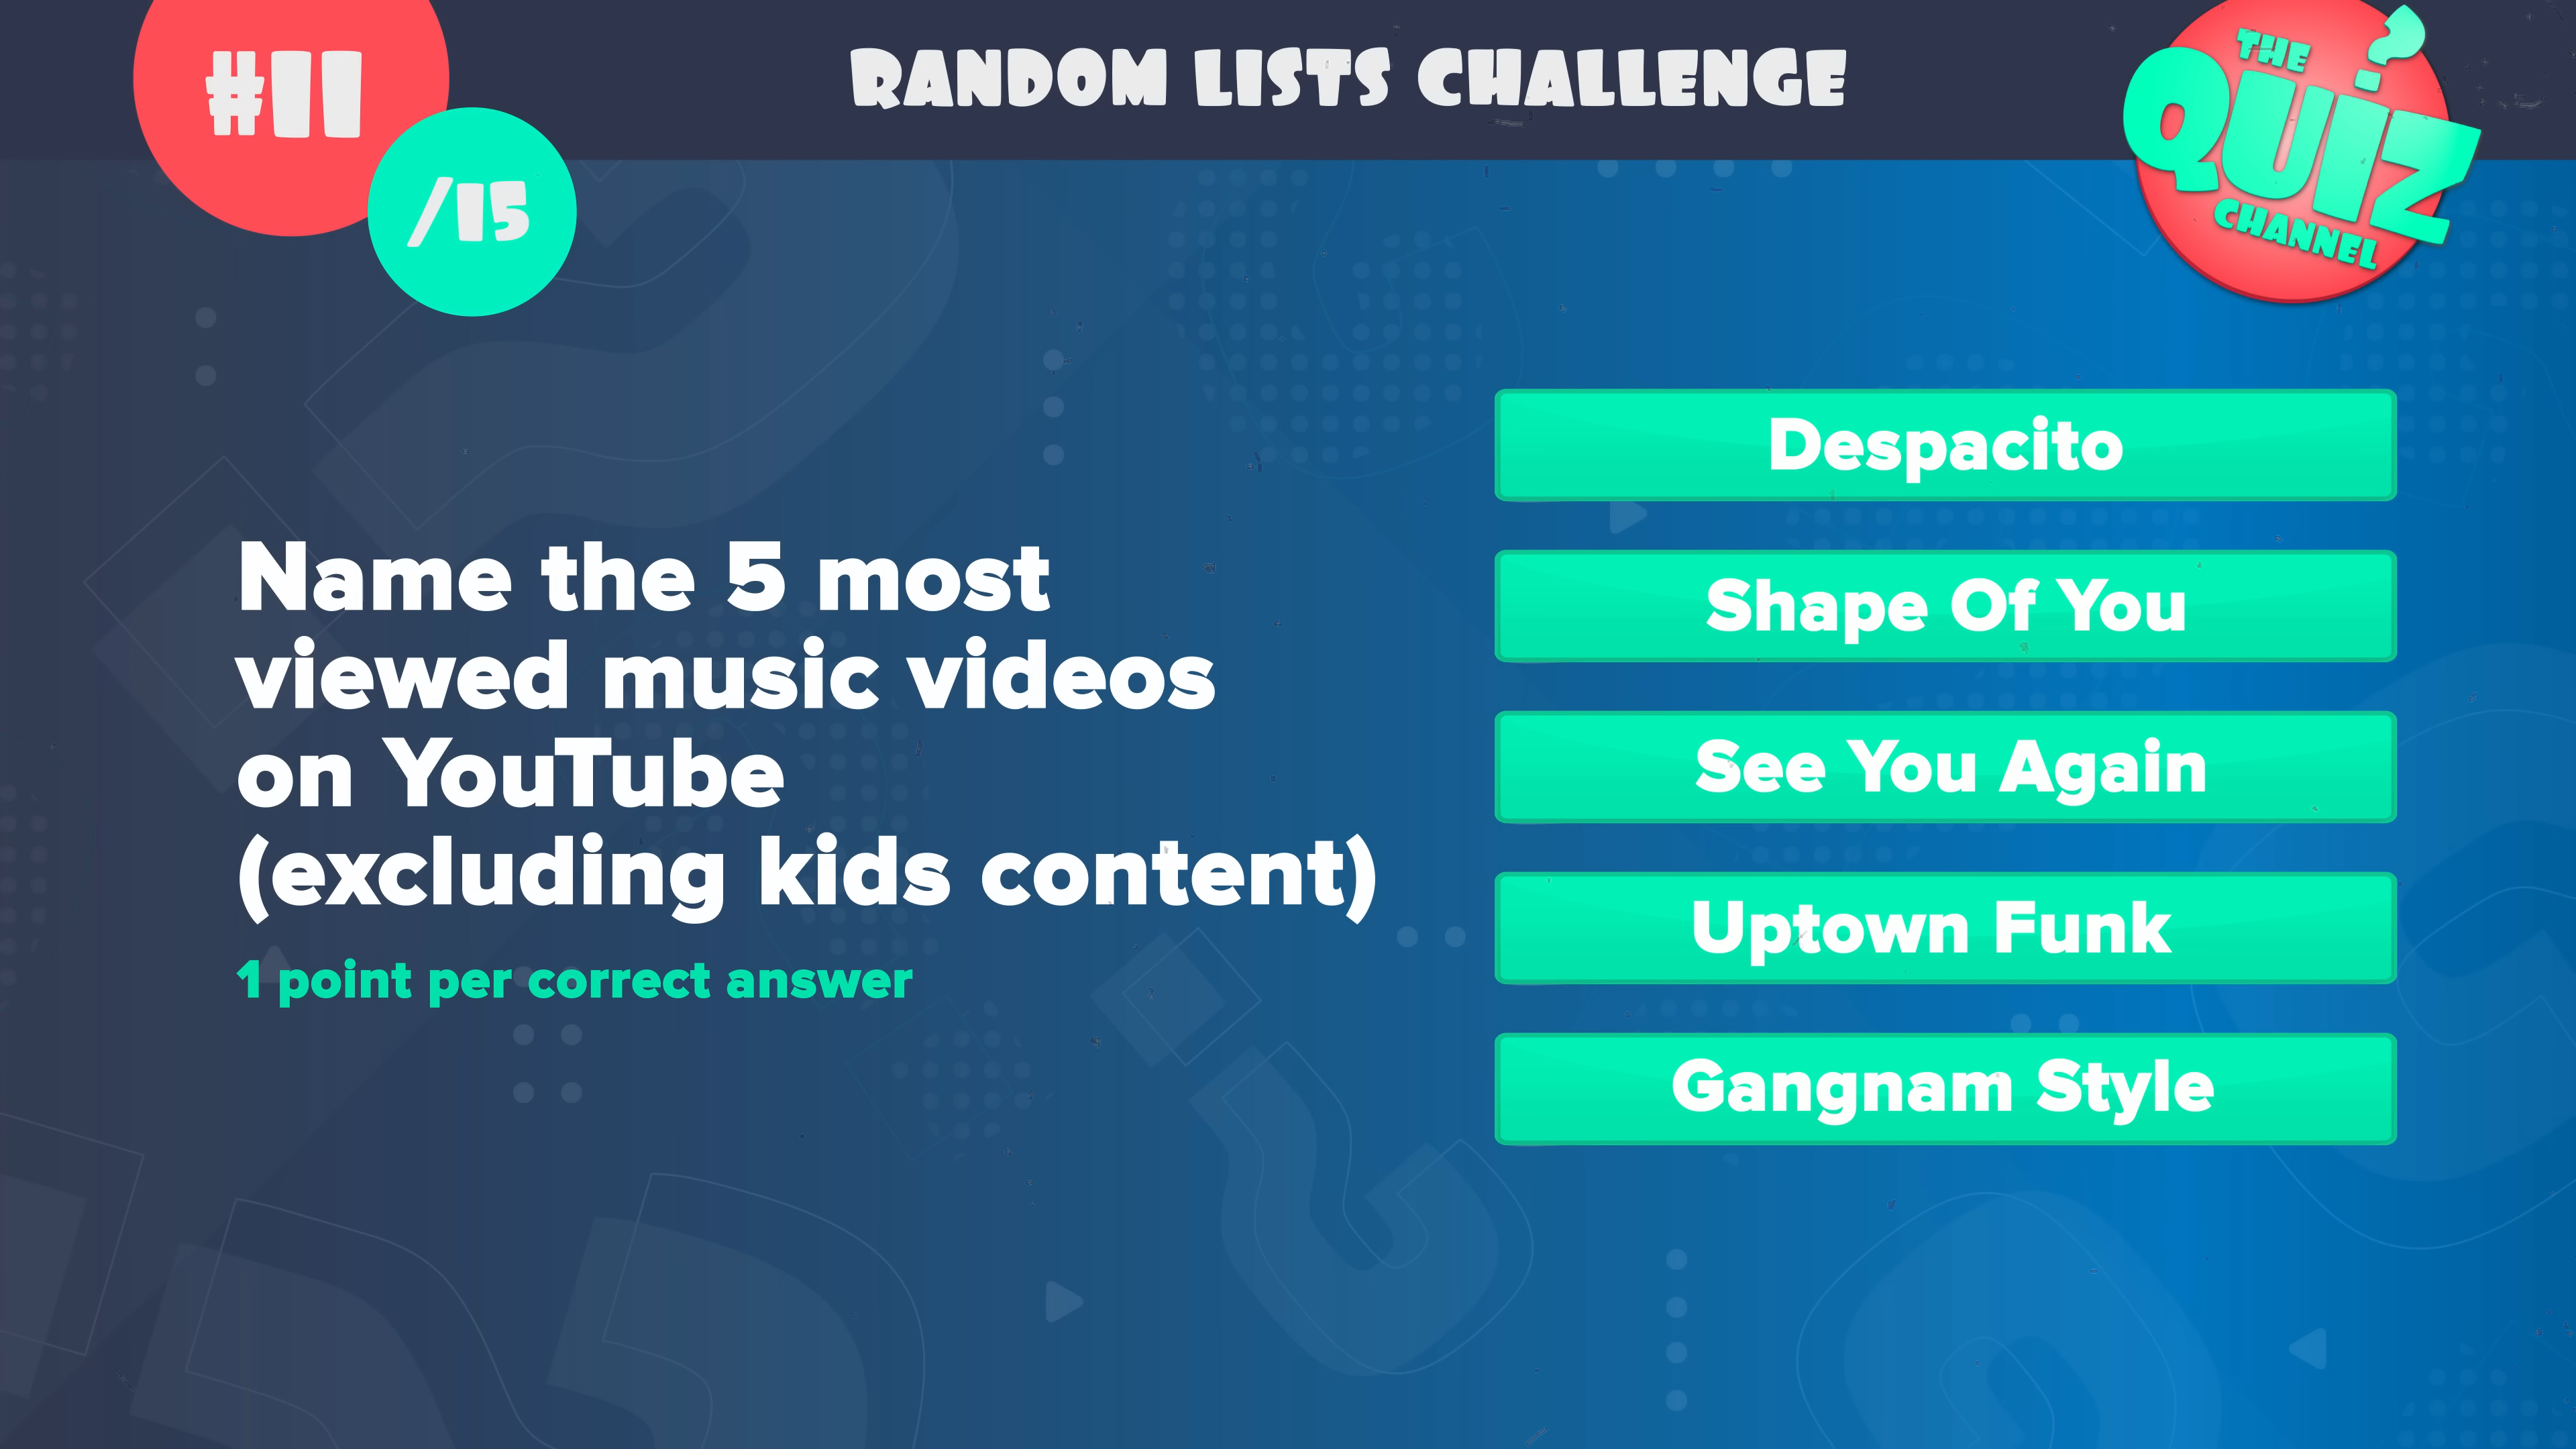 #11
/15
RANDOM LISTS CHALLENGE
THE
QUIZ
CHANNEL
Name the 5 most
viewed music videos
on YouTube
(excluding kids content)
1 point per correct answer
Despacito
Shape Of You
See You Again
Uptown Funk
Gangnam Style